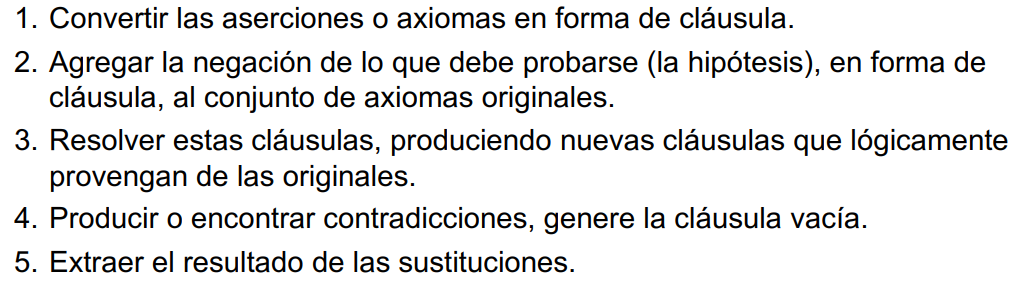 1. Convertir las aserciones o axiomas en forma de cláusula.
2. Agregar la negación de lo que debe probarse (la hipótesis), en forma de
cláusula, al conjunto de axiomas originales.
3. Resolver estas cláusulas, produciendo nuevas cláusulas que lógicamente
provengan de las originales.
4. Producir o encontrar contradicciones, genere la cláusula vacía.
5. Extraer el resultado de las sustituciones.